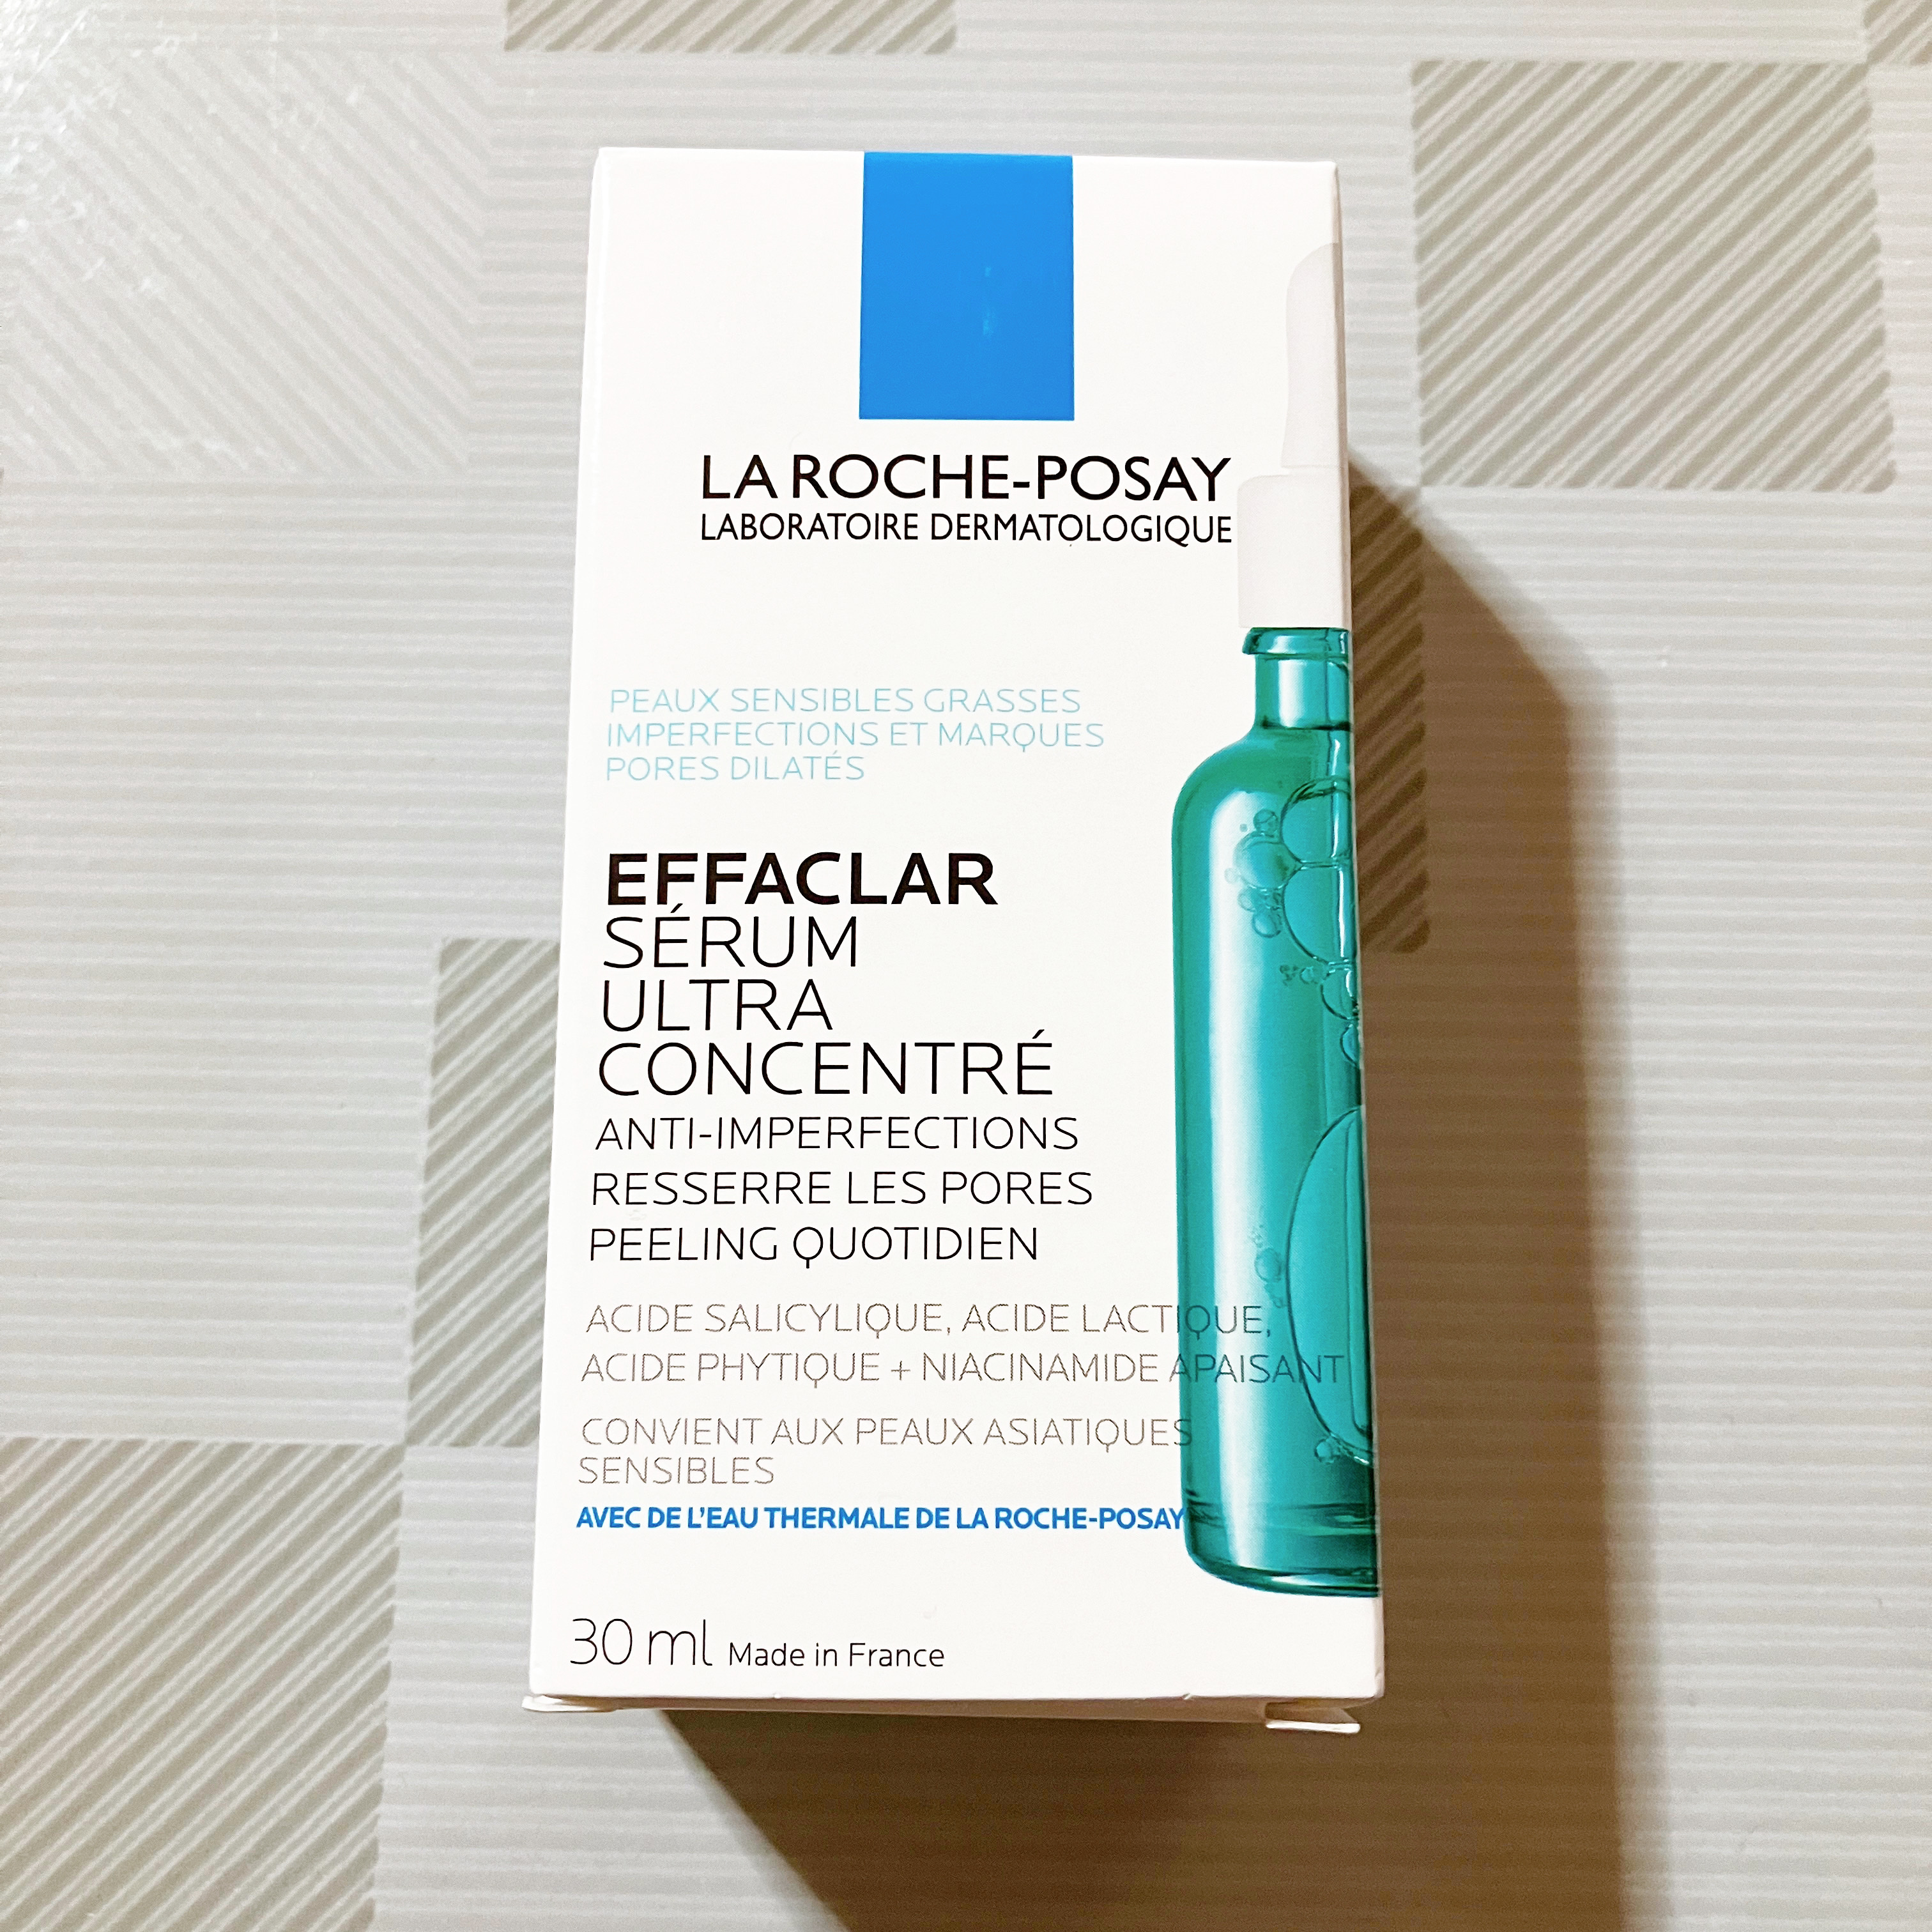 LA ROCHE-POSAY
LABORATOIRE DERMATOLOGIQUE
PEAUX SENSIBLES GRASSES
IMPERFECTIONS ET MARQUES
PORES DILATÉS
EFFACLAR
SÉRUM
ULTRA
CONCENTRÉ
ANTI-IMPERFECTIONS
RESSERRE LES PORES
PEELING QUOTIDIEN
ACIDE SALICYLIQUE, ACIDE LACTIQUE,
ACIDE PHYTIQUE + NIACINAMIDE APAISANT
CONVIENT AUX PEAUX ASIATIQUES
SENSIBLES
AVEC DE L'EAU THERMALE DE LA ROCHE-POSAY
30 ml Made in France